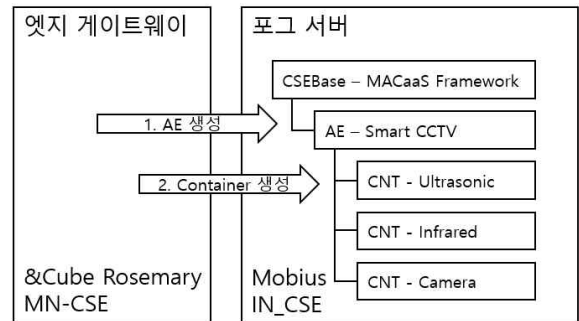 엣지 게이트웨이
포그 서버
CSEBase – MACaaS Framework
1. AE 생성
AE – Smart CCTV
2. Container 생성
CNT - Ultrasonic
CNT - Infrared
CNT - Camera
&Cube Rosemary
MN-CSE
Mobius
IN_CSE